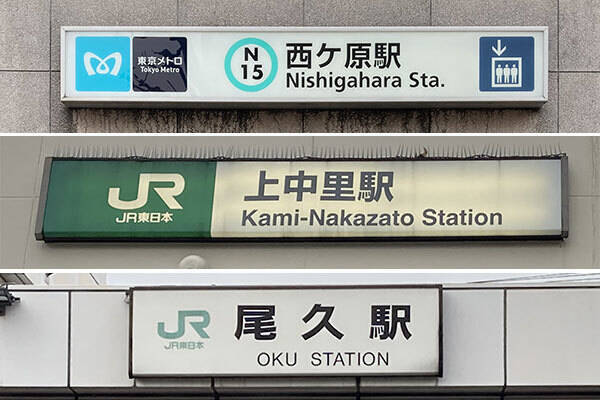 東京メトロ
Tokyo Metro
N
15
西ケ原駅
Nishigahara Sta.
JR
JR東日本
上中里駅
Kami-Nakazato Station
JR
JR東日本
尾久駅
OKU STATION